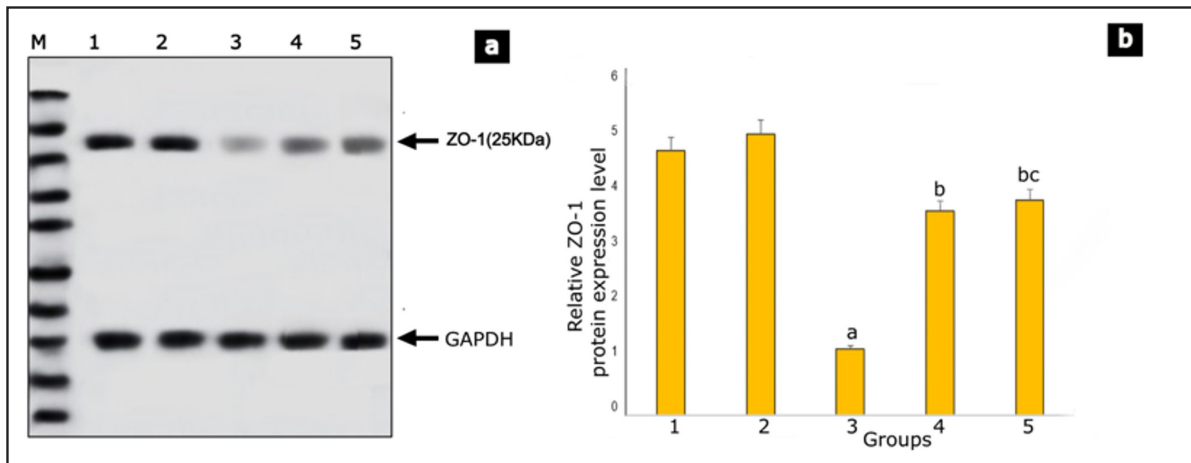 M 1 2 3 4 5
a
ZO-1(25KDa)
GAPDH
b
Relative ZO-1
protein expression level
6
5
4
3
2
1
0
a
b
bc
1 2 3 4 5
Groups